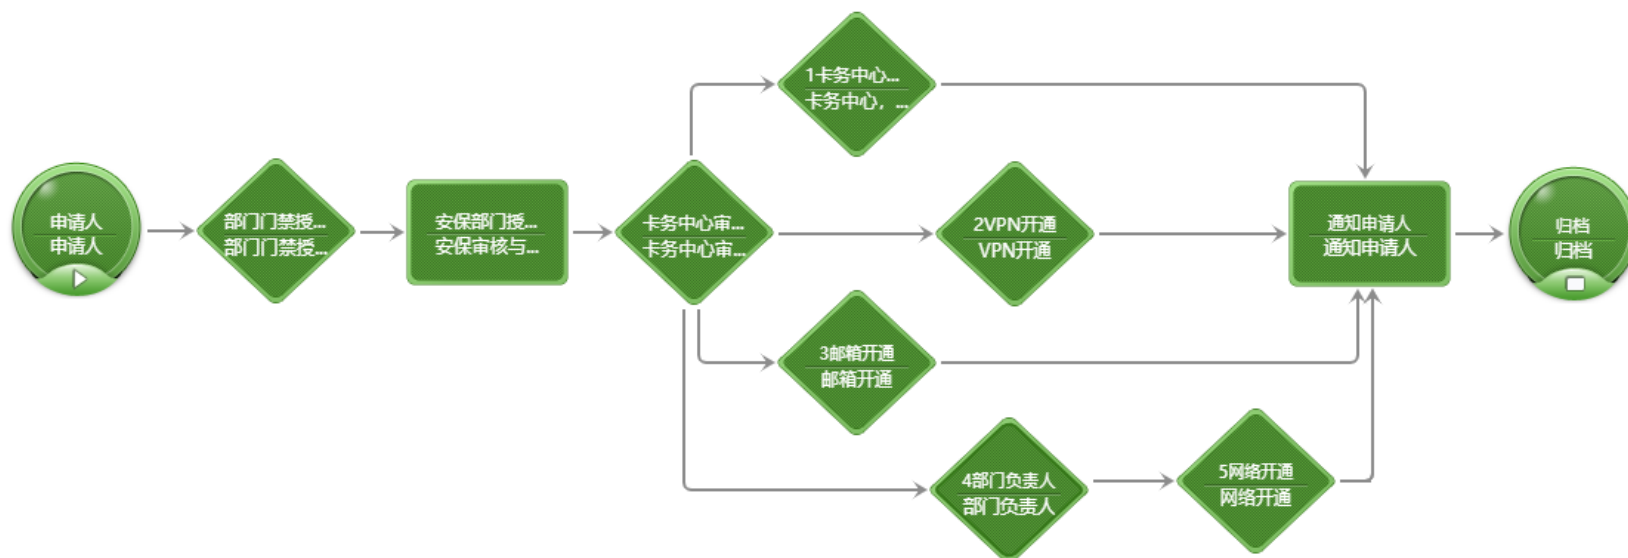 申请人
申请人
部门门禁授...
部门门禁授...
安保部门授...
安保审核与...
卡务中心审...
卡务中心审...
1卡务中心...
卡务中心，...
2VPN开通
VPN开通
3邮箱开通
邮箱开通
4部门负责人
部门负责人
5网络开通
网络开通
通知申请人
通知申请人
归档
归档